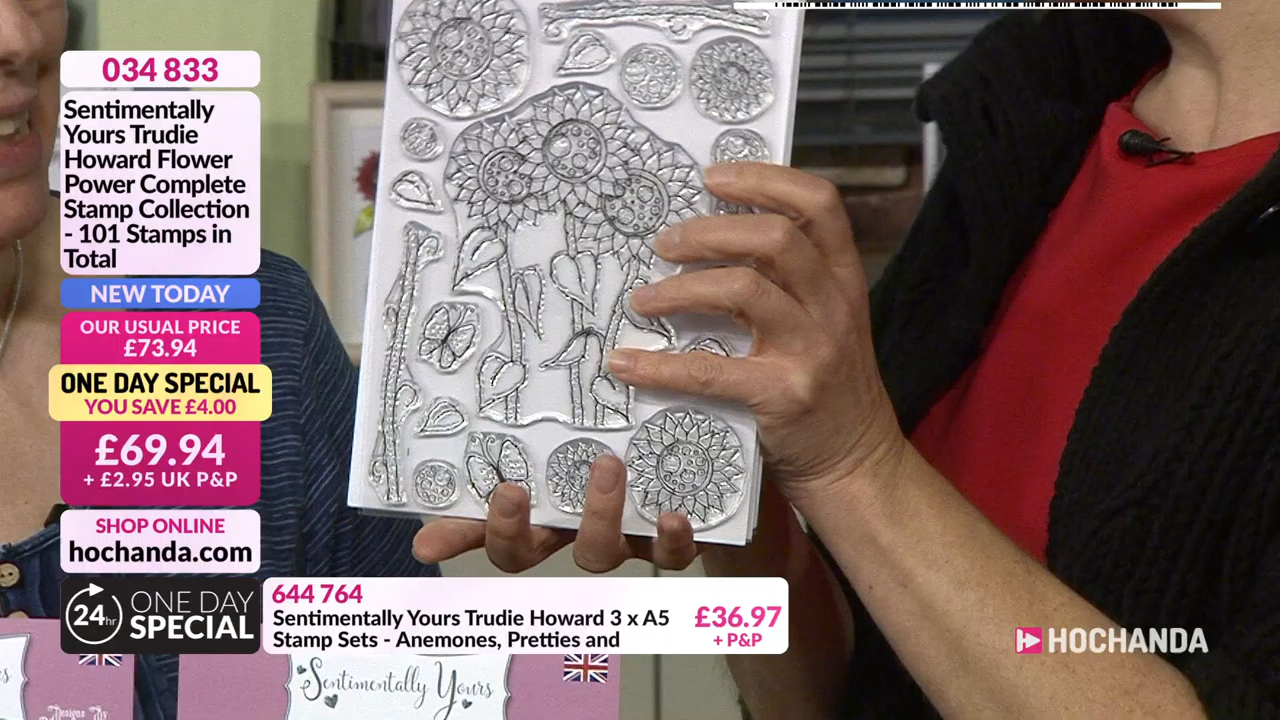 034 833
Sentimentally
Yours Trudie
Howard Flower
Power Complete
Stamp Collection
- 101 Stamps in
Total
NEW TODAY
OUR USUAL PRICE
£73.94
ONE DAY SPECIAL
YOU SAVE £4.00
£69.94
+ £2.95 UK P&P
SHOP ONLINE
hochanda.com
24hr
ONE DAY
SPECIAL
644 764
Sentimentally Yours Trudie Howard 3 x A5
Stamp Sets - Anemones, Pretties and
£36.97
+ P&P
HOCHANDA
Sentimentally Yours
Designs By